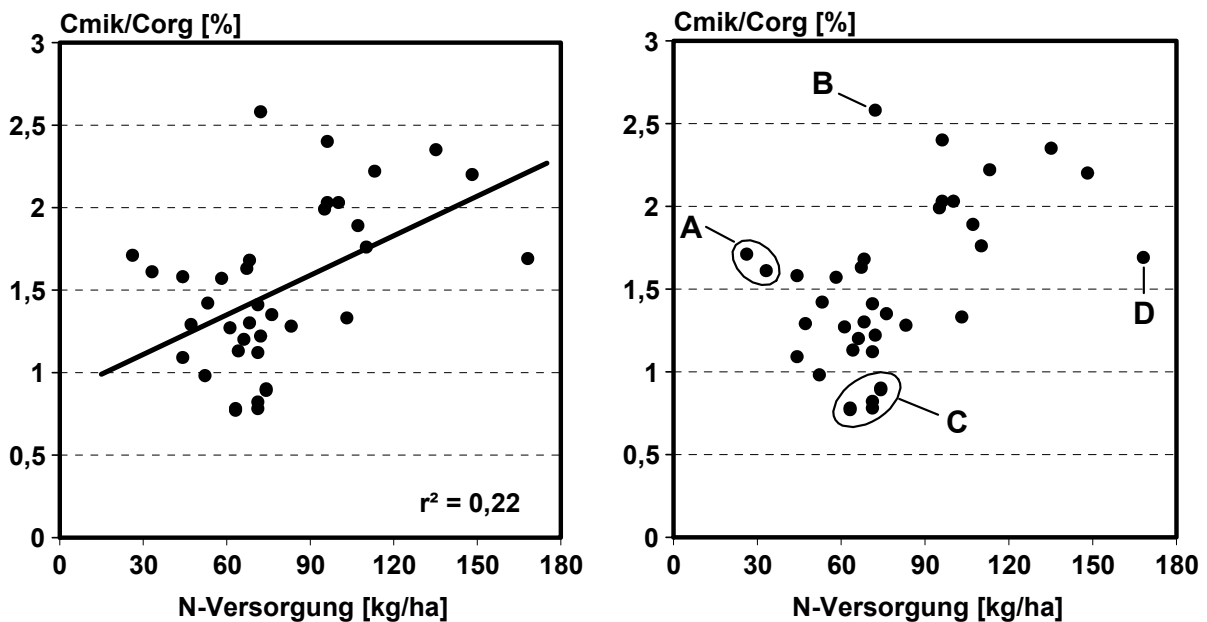 Cmik/Corg [%]
3
2,5
2
1,5
1
0,5
0
r² = 0,22
0 30 60 90 120 150 180
N-Versorgung [kg/ha]
Cmik/Corg [%]
3
2,5
2
1,5
1
0,5
0
B
A
D
C
0 30 60 90 120 150 180
N-Versorgung [kg/ha]